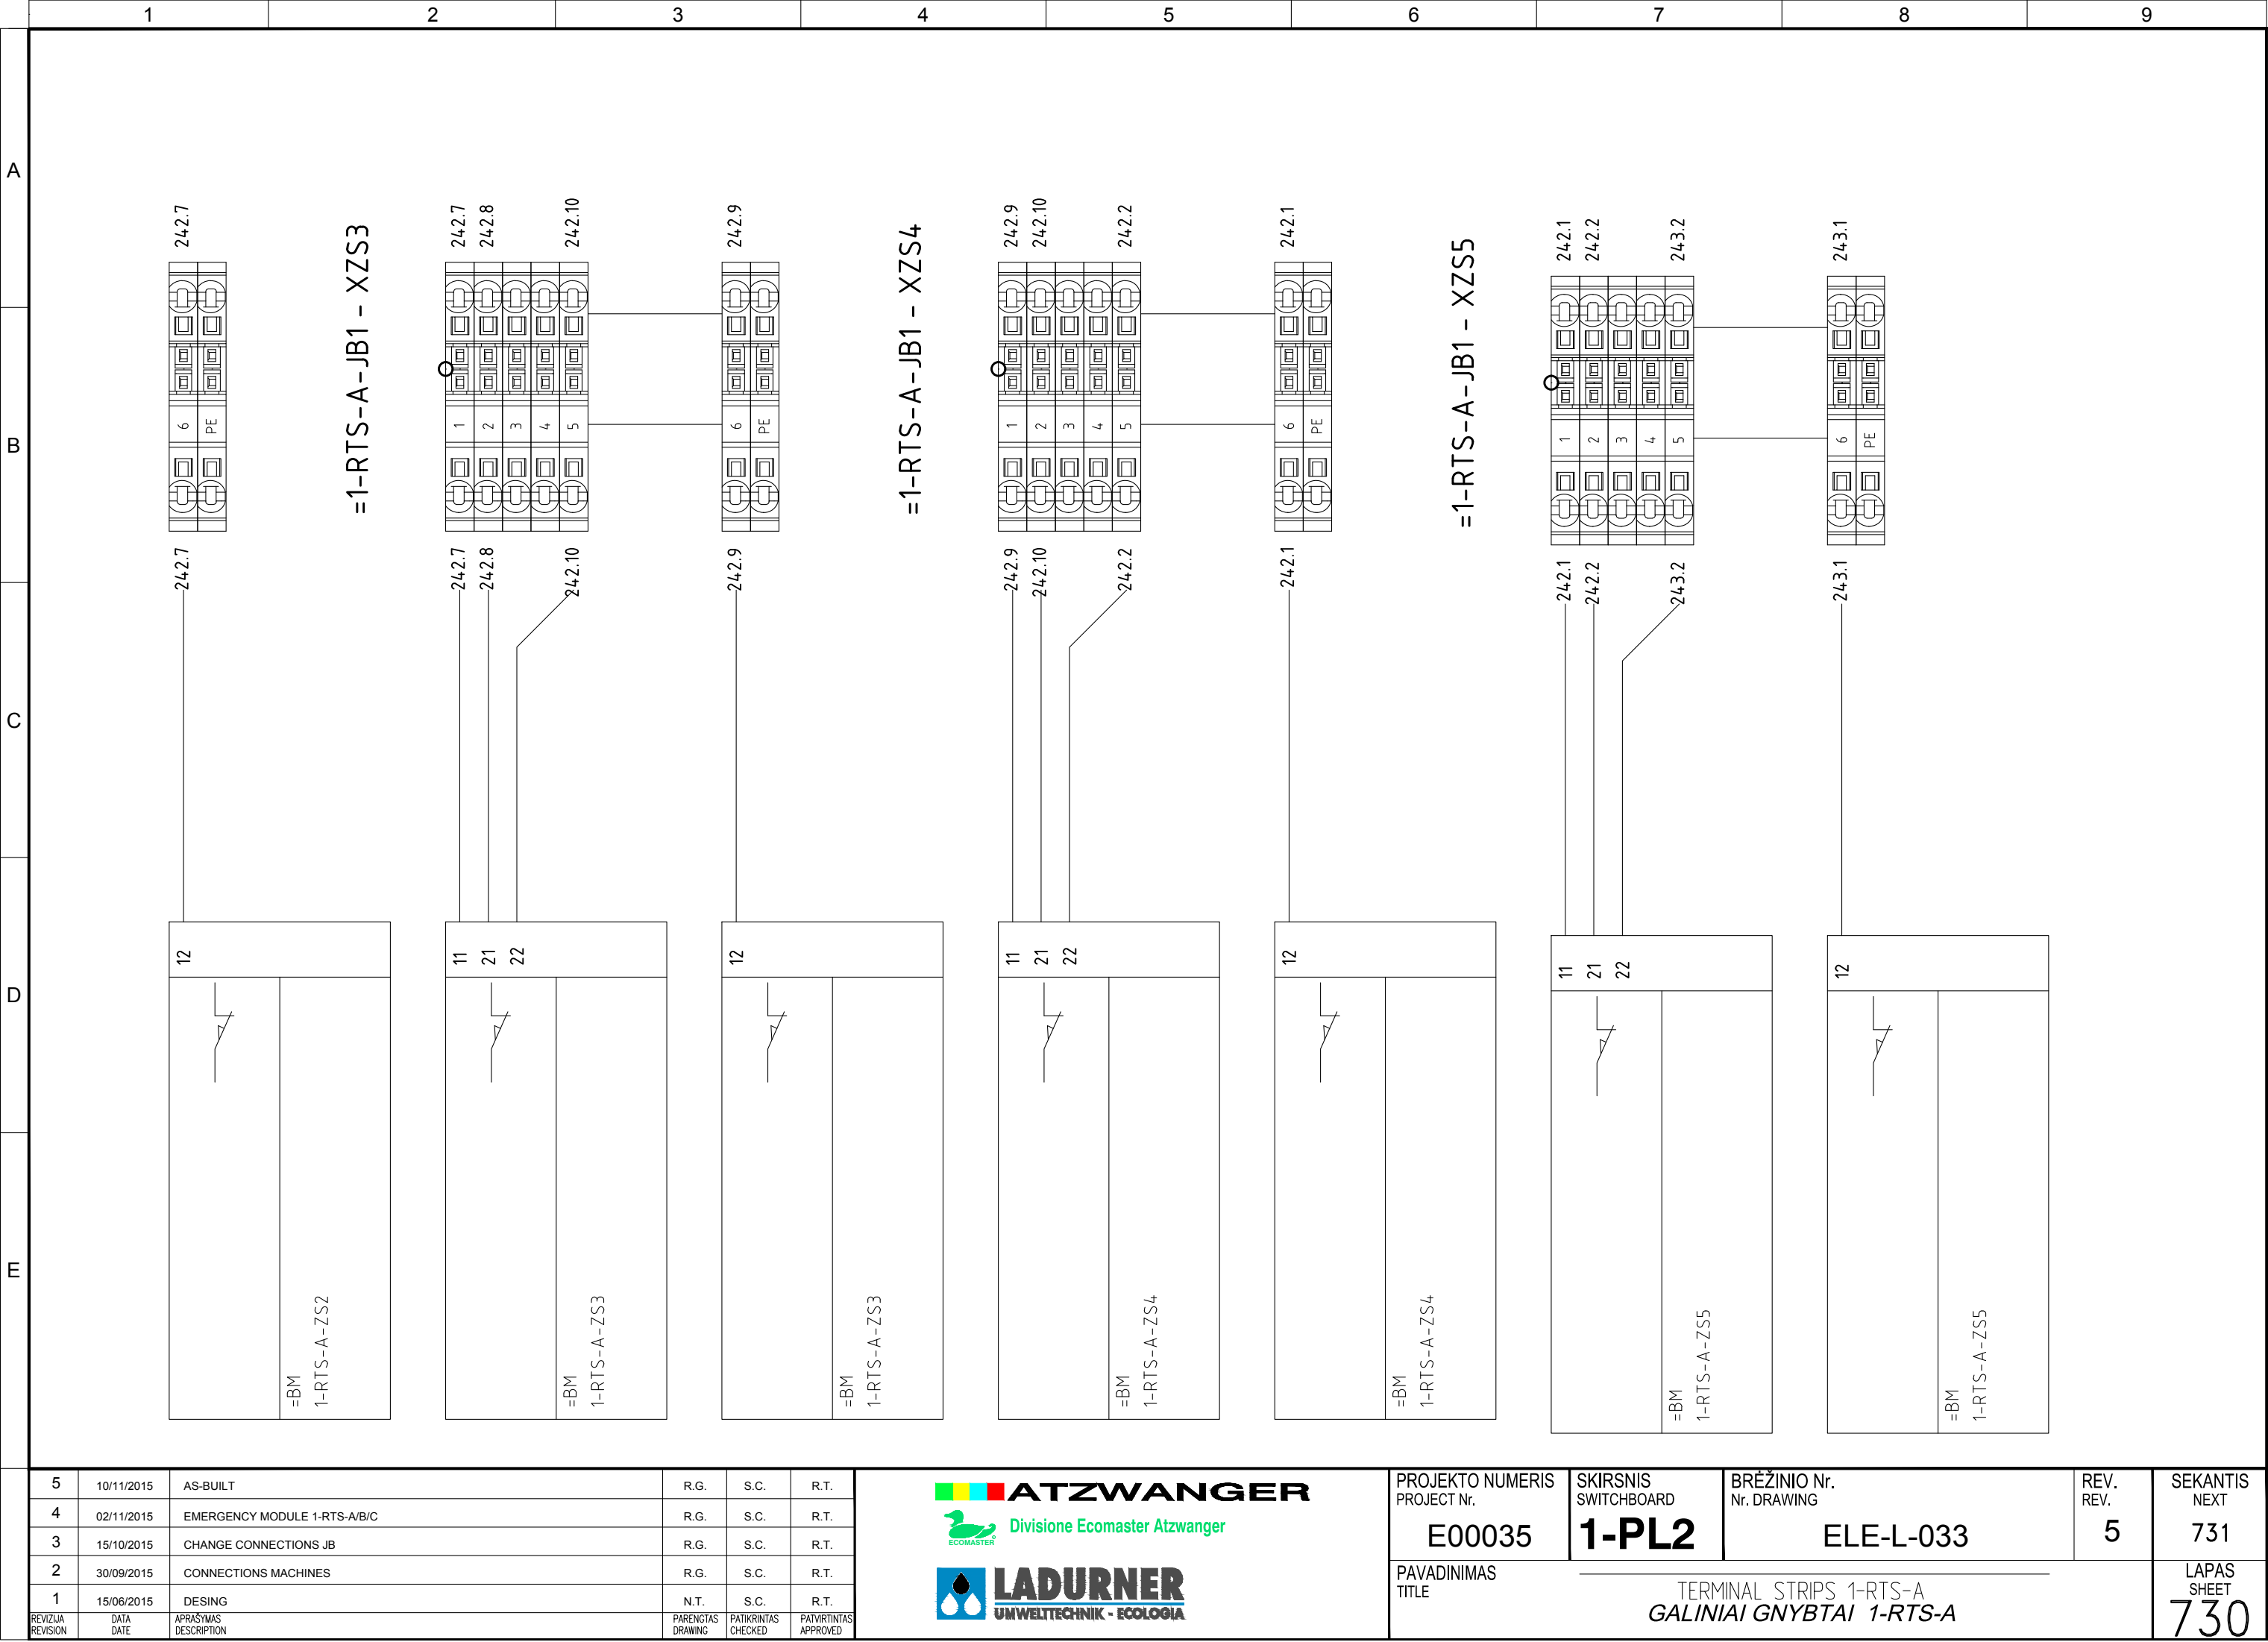 1 2 3 4 5 6 7 8 9
A
B
C
D
E
242.7
=1-RTS-A-JB1 - XZS3
242.7 242.8 242.10
242.9
=1-RTS-A-JB1 - XZS4
242.9 242.10 242.2
242.1
=1-RTS-A-JB1 - XZS5
242.1 242.2 243.2
243.1
6 PE
1 2 3 4 5
6 PE
1 2 3 4 5
6 PE
1 2 3 4 5
6 PE
242.7
242.7 242.8 242.10
242.9
242.9 242.10 242.2
242.1
242.1 242.2 243.2
243.1
12
11 21 22
12
11 21 22
12
11 21 22
12
=BM
1-RTS-A-ZS2
=BM
1-RTS-A-ZS3
=BM
1-RTS-A-ZS3
=BM
1-RTS-A-ZS4
=BM
1-RTS-A-ZS4
=BM
1-RTS-A-ZS5
=BM
1-RTS-A-ZS5
5 10/11/2015 AS-BUILT R.G. S.C. R.T.
4 02/11/2015 EMERGENCY MODULE 1-RTS-A/B/C R.G. S.C. R.T.
3 15/10/2015 CHANGE CONNECTIONS JB R.G. S.C. R.T.
2 30/09/2015 CONNECTIONS MACHINES R.G. S.C. R.T.
1 15/06/2015 DESING N.T. S.C. R.T.
REVIZIJA DATA APRAŠYMAS PARENGTAS PATIKRINTAS PATVIRTINTAS
REVISION DATE DESCRIPTION DRAWING CHECKED APPROVED
ATZWANGER
Divisione Ecomaster Atzwanger
ECOMASTER
LADURNER
UMWELTTECHNIK - ECOLOGIA
PROJEKTO NUMERIS
PROJECT Nr.
E00035
SKIRSNIS
SWITCHBOARD
1-PL2
BRĖŽINIO Nr.
Nr. DRAWING
ELE-L-033
REV.
REV.
5
SEKANTIS
NEXT
731
PAVADINIMAS
TITLE
TERMINAL STRIPS 1-RTS-A
GALINIAI GNYBTAI 1-RTS-A
LAPAS
SHEET
730